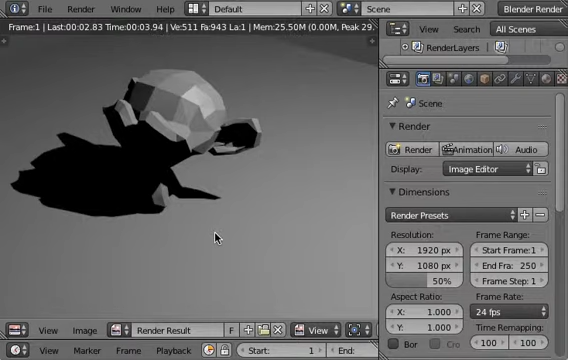 File Render Window Help Default Scene Blender Render
Frame:1 | Last:00:02.83 Time:00:03.94 | Ve:511 Fa:943 La:1 | Mem:25.50M (0.00M, Peak 29.
View Search All Scenes
RenderLayers
Scene
Render
Render Animation Audio
Display: Image Editor
Dimensions
Render Presets
Resolution: Frame Range:
X: 1920 px Start Frame:1
Y: 1080 px End Fra: 250
50% Frame Step: 1
Aspect Ratio: Frame Rate:
X: 1.000 24 fps
Y: 1.000 Time Remapping:
Bor Cro 100 100
View Image Render Result F View
View Marker Frame Playback Start: 1 End: